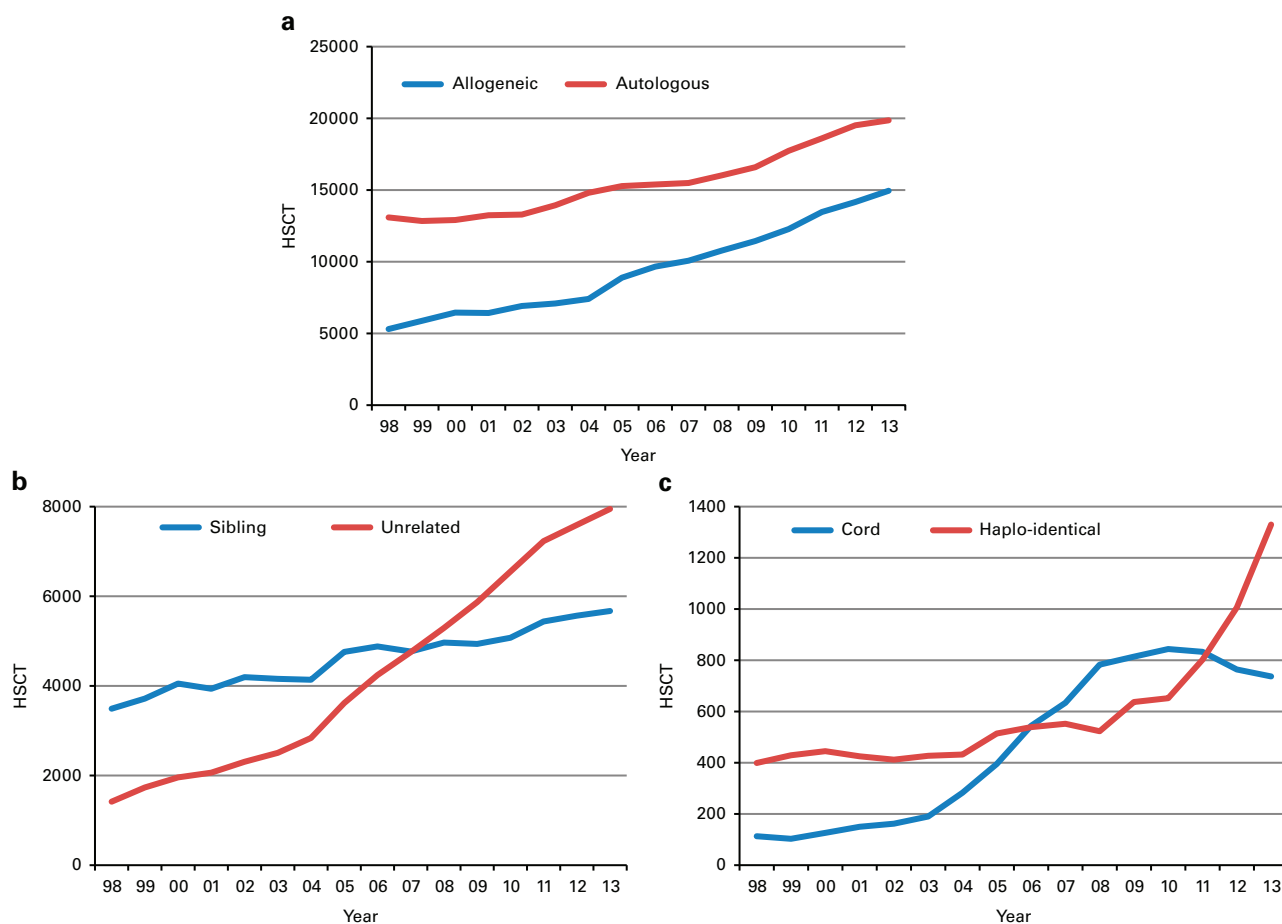 a
25000
Allogeneic Autologous
20000
15000
HSCT
10000
5000
0
98 99 00 01 02 03 04 05 06 07 08 09 10 11 12 13
Year
b
8000
Sibling Unrelated
6000
HSCT
4000
2000
0
98 99 00 01 02 03 04 05 06 07 08 09 10 11 12 13
Year
c
1400
Cord Haplo-identical
1200
1000
800
HSCT
600
400
200
0
98 99 00 01 02 03 04 05 06 07 08 09 10 11 12 13
Year